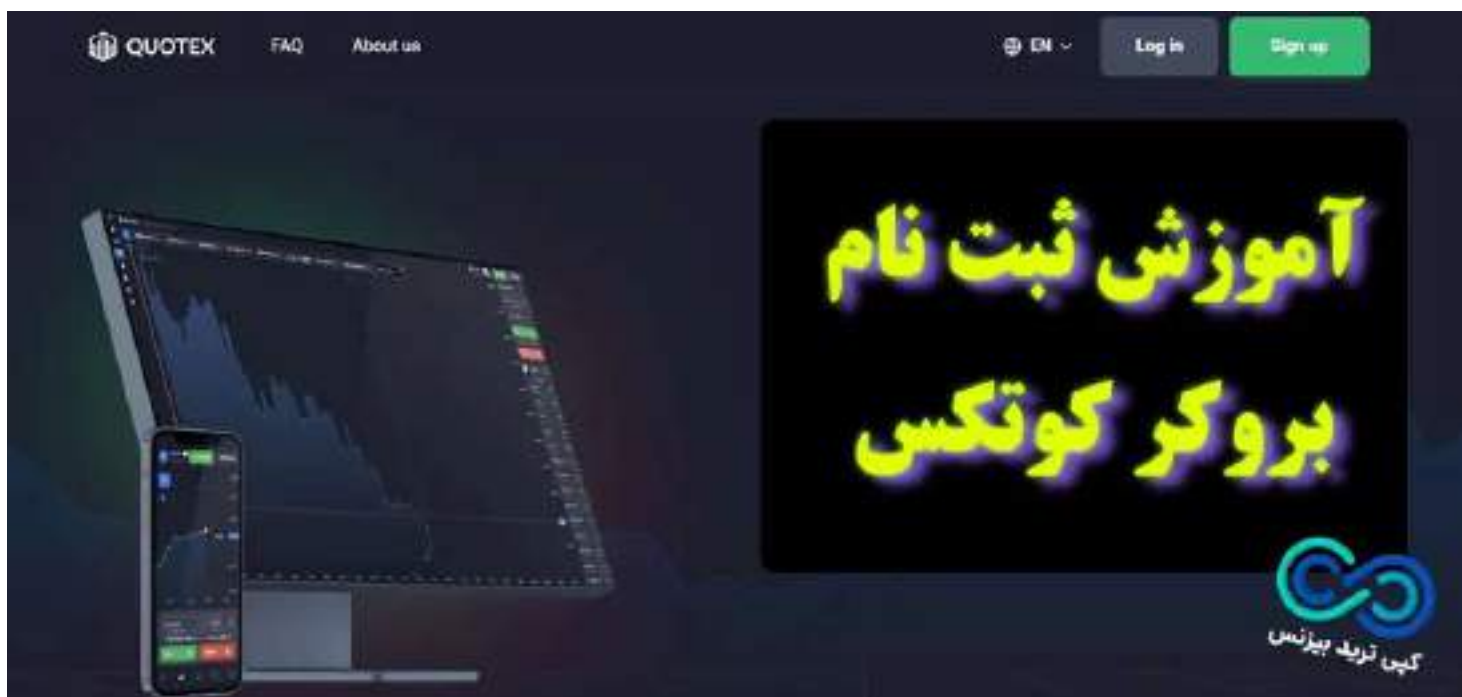 QUOTEX FAQ About us EN Log in Sign up
آموزش ثبت نام
بروکر کوتکس
کپی ترید بیزنس